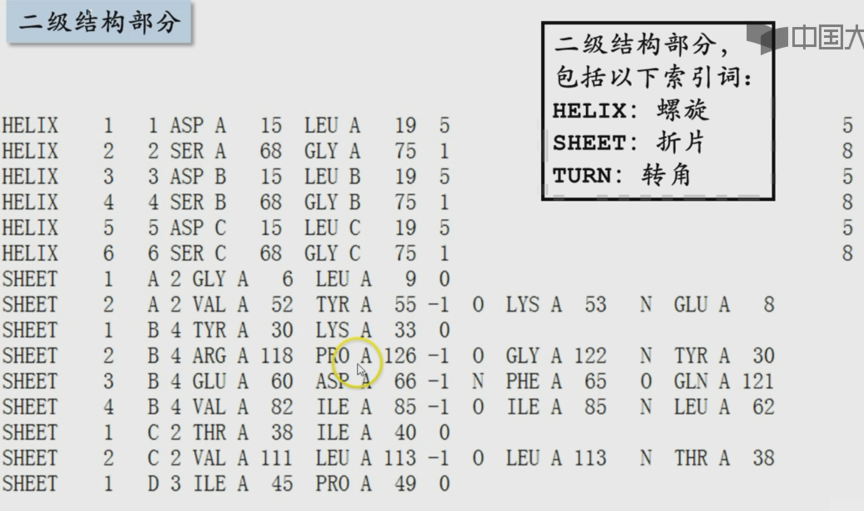 二级结构部分
中国大
二级结构部分,
包括以下索引词:
HELIX: 螺旋
SHEET: 折片
TURN: 转角
HELIX 1 1 ASP A 15 LEU A 19 5 5
HELIX 2 2 SER A 68 GLY A 75 1 8
HELIX 3 3 ASP B 15 LEU B 19 5 5
HELIX 4 4 SER B 68 GLY B 75 1 8
HELIX 5 5 ASP C 15 LEU C 19 5 5
HELIX 6 6 SER C 68 GLY C 75 1 8
SHEET 1 A 2 GLY A 6 LEU A 9 0
SHEET 2 A 2 VAL A 52 TYR A 55 -1 O LYS A 53 N GLU A 8
SHEET 1 B 4 TYR A 30 LYS A 33 0
SHEET 2 B 4 ARG A 118 PRO A 126 -1 O GLY A 122 N TYR A 30
SHEET 3 B 4 GLU A 60 ASP A 66 -1 N PHE A 65 O GLN A 121
SHEET 4 B 4 VAL A 82 ILE A 85 -1 O ILE A 85 N LEU A 62
SHEET 1 C 2 THR A 38 ILE A 40 0
SHEET 2 C 2 VAL A 111 LEU A 113 -1 O LEU A 113 N THR A 38
SHEET 1 D 3 ILE A 45 PRO A 49 0